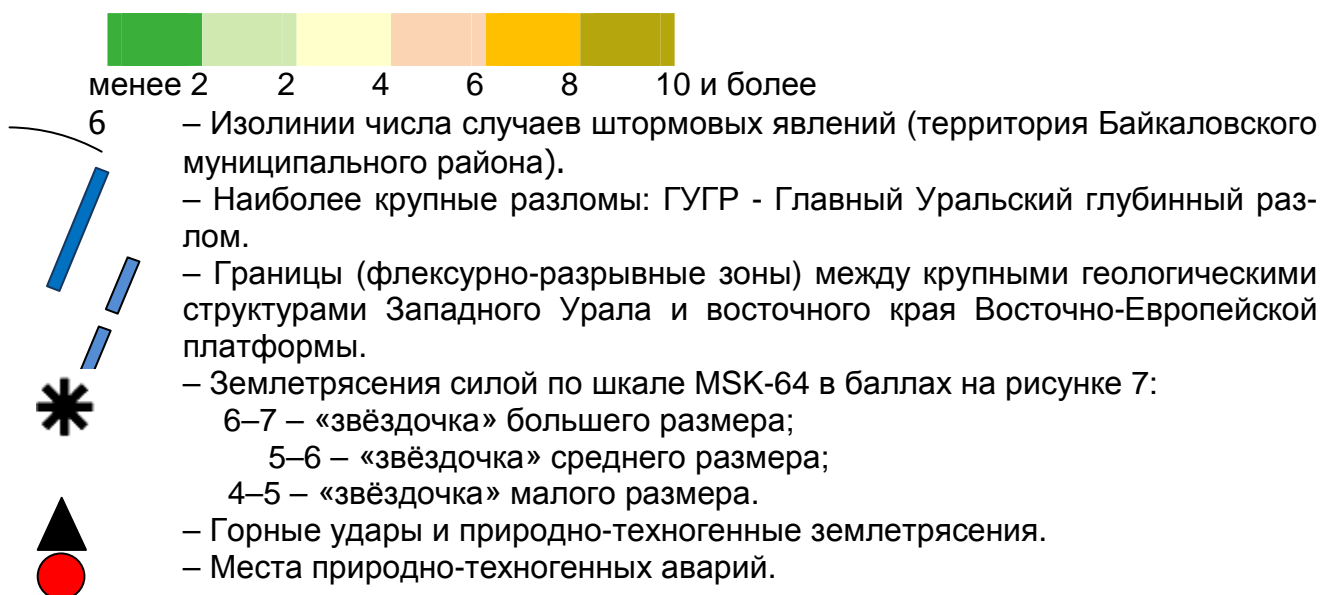 менее 2 2 4 6 8 10 и более
6 – Изолинии числа случаев штормовых явлений (территория Байкаловского
муниципального района).
– Наиболее крупные разломы: ГУГР - Главный Уральский глубинный раз-
лом.
– Границы (флексурно-разрывные зоны) между крупными геологическими
структурами Западного Урала и восточного края Восточно-Европейской
платформы.
– Землетрясения силой по шкале MSK-64 в баллах на рисунке 7:
6–7 – «звёздочка» большего размера;
5–6 – «звёздочка» среднего размера;
4–5 – «звёздочка» малого размера.
– Горные удары и природно-техногенные землетрясения.
– Места природно-техногенных аварий.